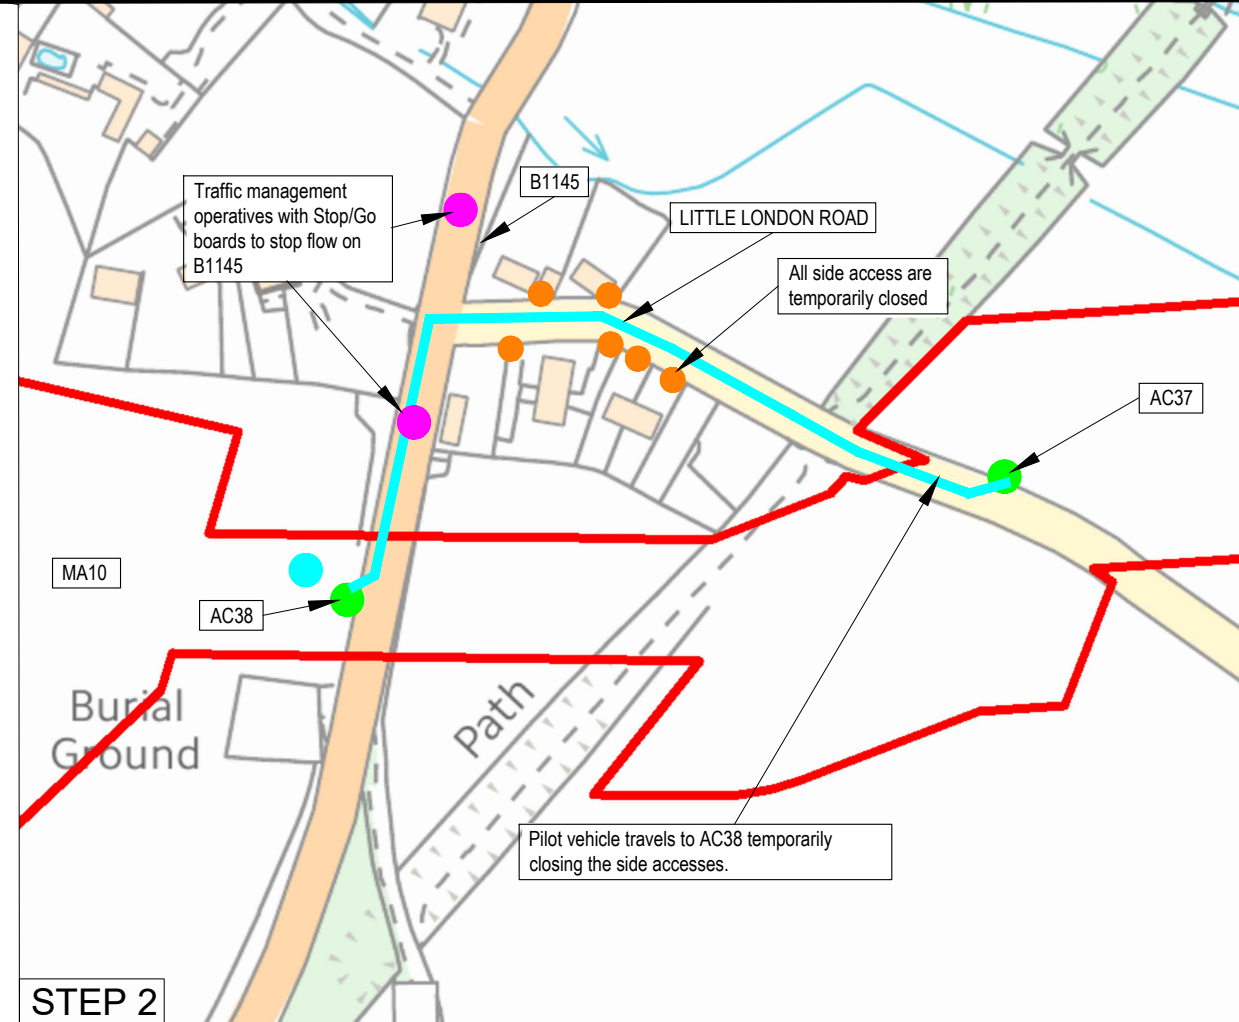 Traffic management
operatives with Stop/Go
boards to stop flow on
B1145
B1145
LITTLE LONDON ROAD
All side access are
temporarily closed
AC37
MA10
AC38
Burial
Ground
Path
Pilot vehicle travels to AC38 temporarily
closing the side accesses.
STEP 2